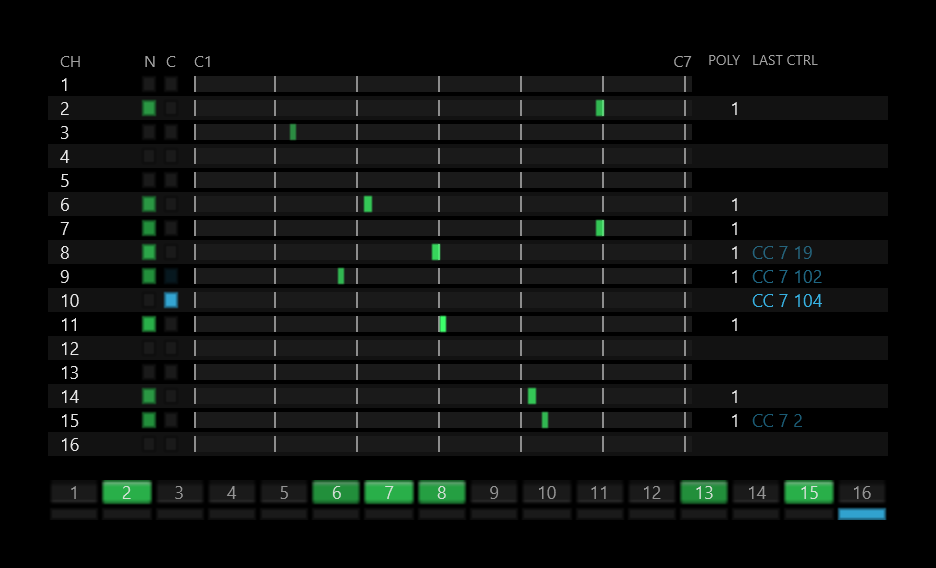 CH N C C1 C7 POLY LAST CTRL
1
2 1
3
4
5
6 1
7 1
8 1 CC 7 19
9 1 CC 7 102
10 CC 7 104
11 1
12
13
14 1
15 1 CC 7 2
16
1 2 3 4 5 6 7 8 9 10 11 12 13 14 15 16